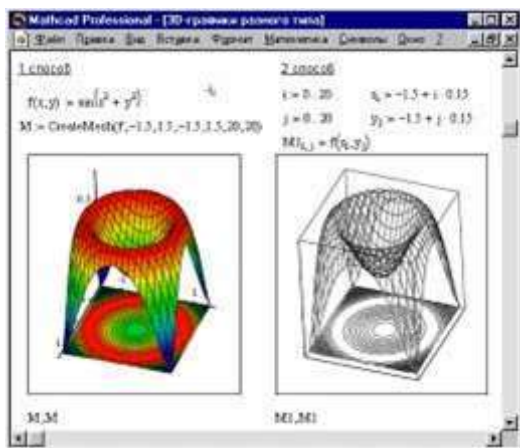 Mathcad Professional - [3D-графики разного типа]
Файл Правка Вид Вставка Формат Математика Символы Окно ?
1 способ
f(x,y) := sin(x² + y²)
M := CreateMesh(f,-1.5,1.5,-1.5,1.5,20,20)
M,M
2 способ
i := 0..20 xᵢ := -1.5 + i·0.15
j := 0..20 yⱼ := -1.5 + j·0.15
M1ᵢ,ⱼ := f(xᵢ,yⱼ)
M1,M1